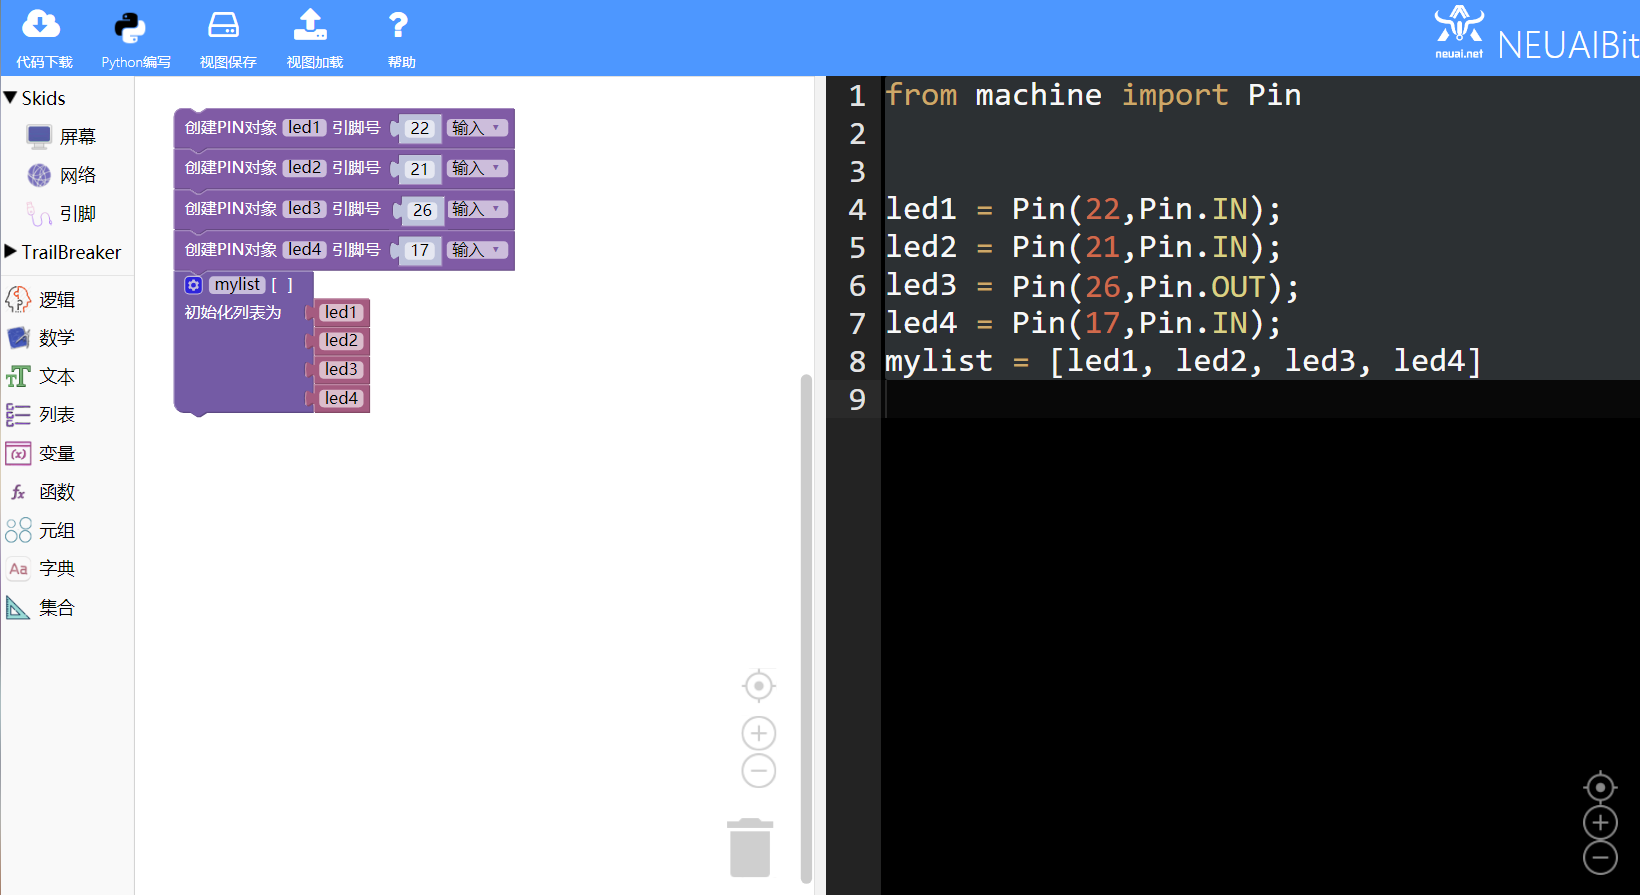 代码下载
Python编写
视图保存
视图加载
?
帮助
neuai.net
NEUAIBit
Skids
屏幕
网络
引脚
TrailBreaker
逻辑
数学
文本
列表
(x) 变量
fx 函数
元组
Aa 字典
集合
创建PIN对象 led1 引脚号 22 输入
创建PIN对象 led2 引脚号 21 输入
创建PIN对象 led3 引脚号 26 输入
创建PIN对象 led4 引脚号 17 输入
mylist [ ]
初始化列表为 led1
led2
led3
led4
1 from machine import Pin
2
3
4 led1 = Pin(22,Pin.IN);
5 led2 = Pin(21,Pin.IN);
6 led3 = Pin(26,Pin.OUT);
7 led4 = Pin(17,Pin.IN);
8 mylist = [led1, led2, led3, led4]
9